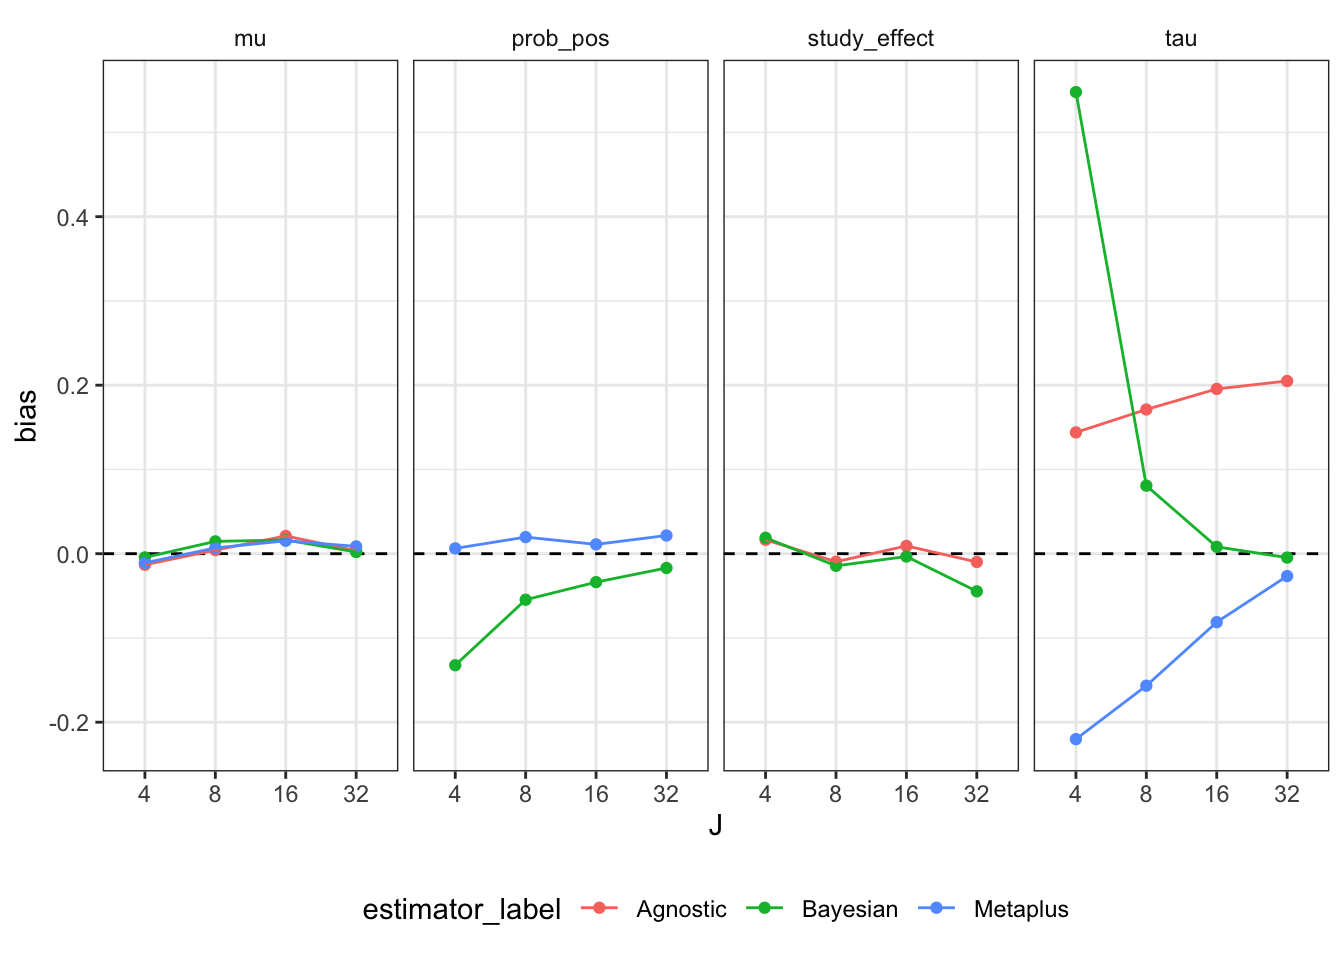 mu prob_pos study_effect tau
0.4
0.2
0.0
-0.2
bias
4 8 16 32 4 8 16 32 4 8 16 32 4 8 16 32
J
estimator_label Agnostic Bayesian Metaplus